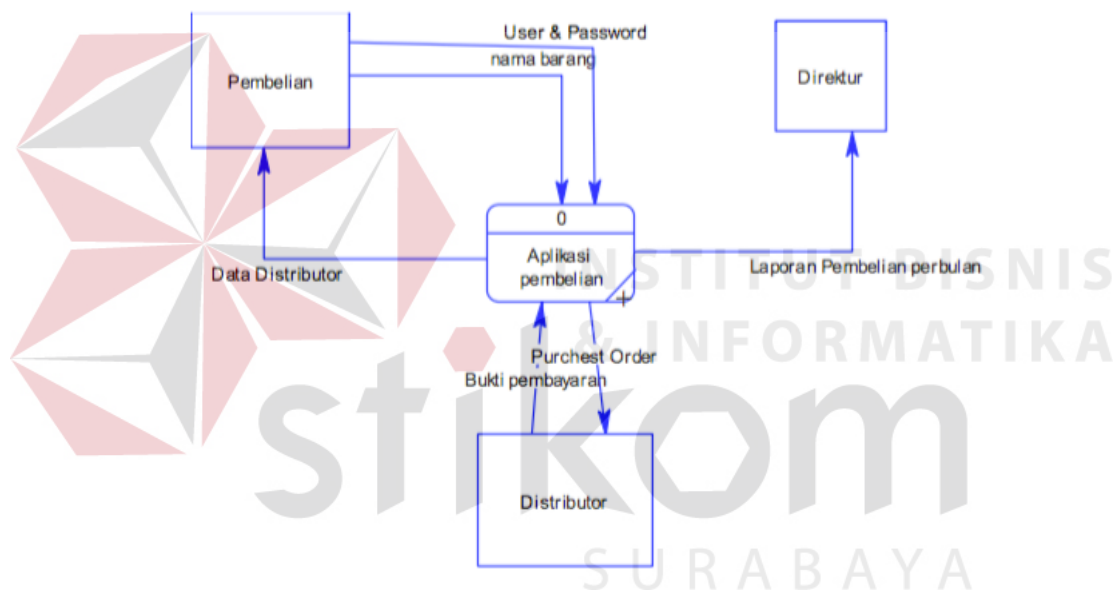 User & Password
nama barang
Pembelian
Direktur
0
Aplikasi
pembelian
Data Distributor
Laporan Pembelian perbulan
Purchest Order
Bukti pembayaran
Distributor
INSTITUT BISNIS
& INFORMATIKA
stikom
SURABAYA